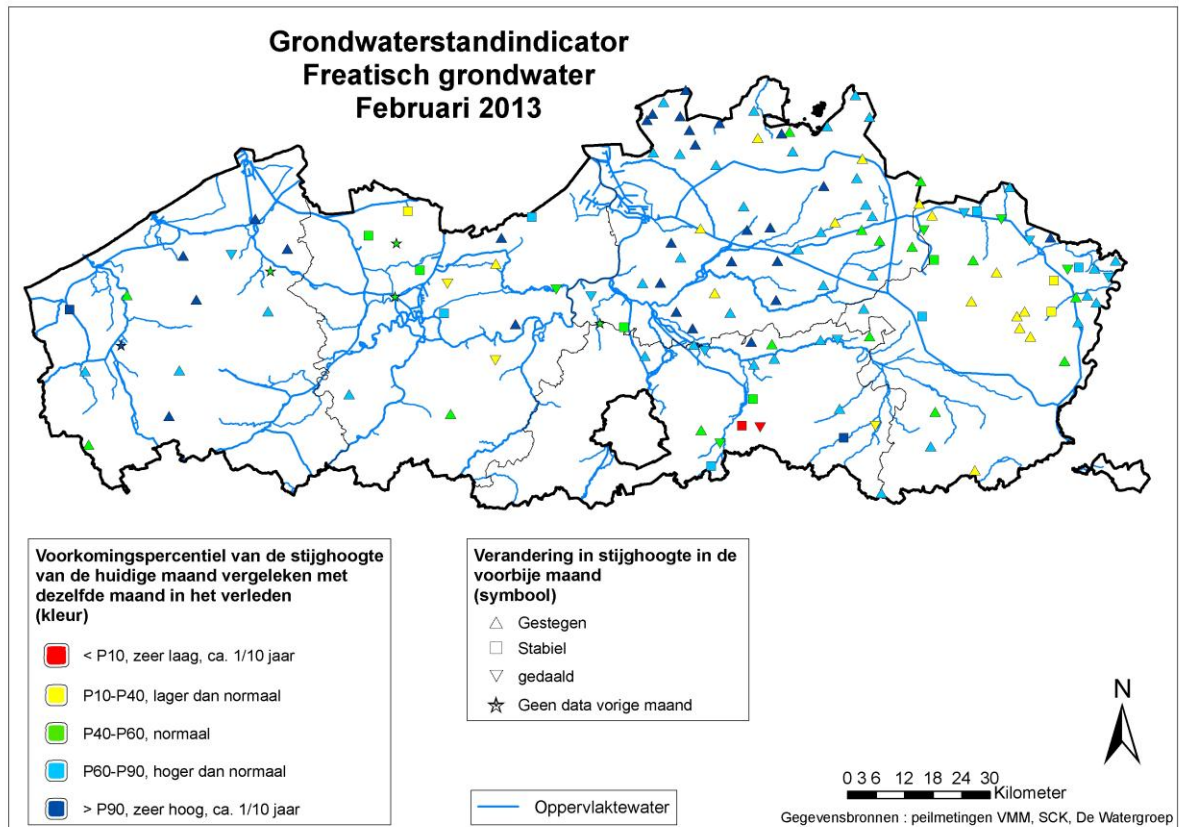 Grondwaterstandindicator
Freatisch grondwater
Februari 2013
Voorkomingspercentiel van de stijghoogte
van de huidige maand vergeleken met
dezelfde maand in het verleden
(kleur)
< P10, zeer laag, ca. 1/10 jaar
P10-P40, lager dan normaal
P40-P60, normaal
P60-P90, hoger dan normaal
> P90, zeer hoog, ca. 1/10 jaar
Verandering in stijghoogte in de
voorbije maand
(symbool)
Gestegen
Stabiel
gedaald
Geen data vorige maand
Oppervlaktewater
N
0 3 6 12 18 24 30
Kilometer
Gegevensbronnen : peilmetingen VMM, SCK, De Watergroep